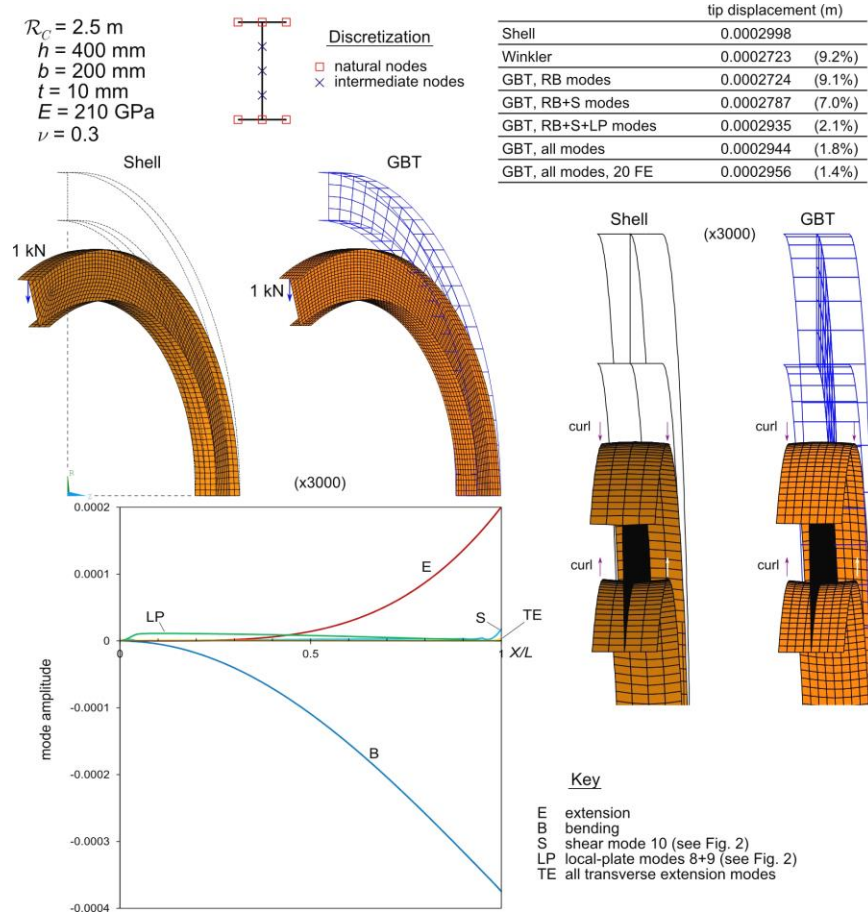 ℛ_C = 2.5 m
h = 400 mm
b = 200 mm
t = 10 mm
E = 210 GPa
ν = 0.3
Discretization
natural nodes
intermediate nodes
tip displacement (m)
Shell 0.0002998
Winkler 0.0002723 (9.2%)
GBT, RB modes 0.0002724 (9.1%)
GBT, RB+S modes 0.0002787 (7.0%)
GBT, RB+S+LP modes 0.0002935 (2.1%)
GBT, all modes 0.0002944 (1.8%)
GBT, all modes, 20 FE 0.0002956 (1.4%)
Shell
GBT
1 kN
1 kN
(x3000)
Shell
(x3000)
GBT
curl
curl
curl
curl
0.0002
0.0001
0
-0.0001
-0.0002
-0.0003
-0.0004
mode amplitude
0
0.5
1
X/L
E
LP
S
TE
B
Key
E extension
B bending
S shear mode 10 (see Fig. 2)
LP local-plate modes 8+9 (see Fig. 2)
TE all transverse extension modes